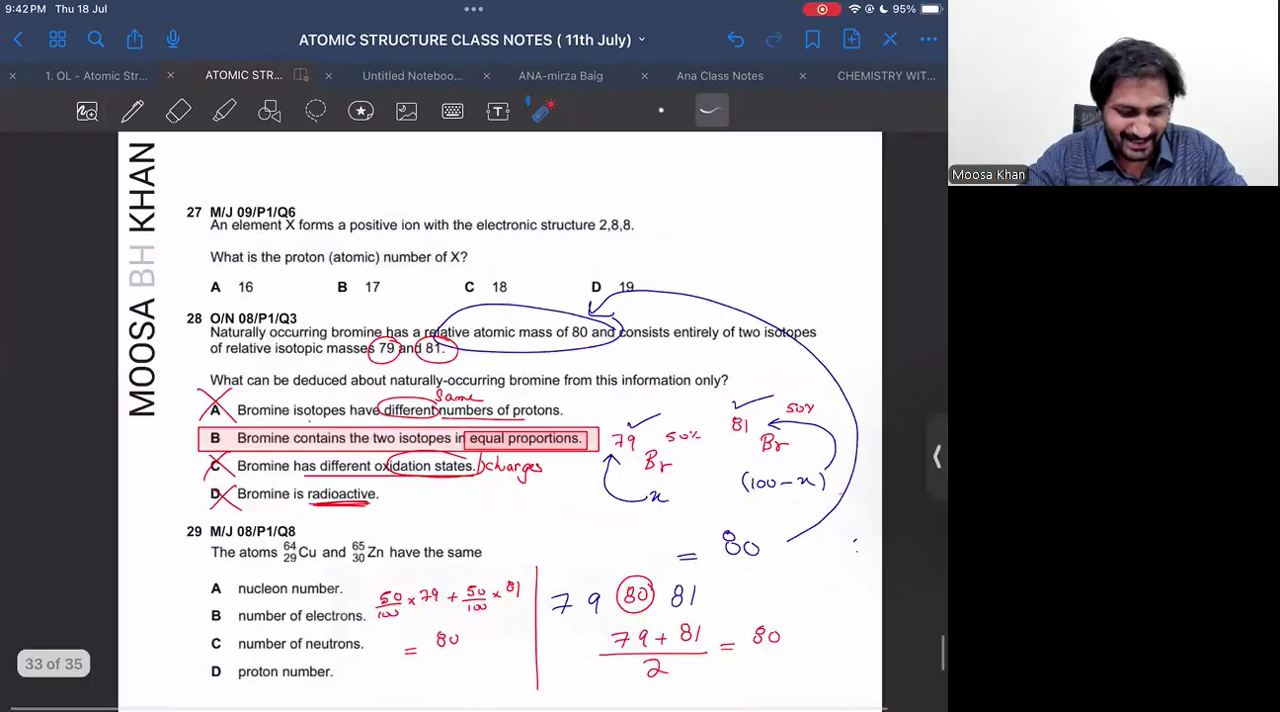 9:42 PM Thu 18 Jul
95%
ATOMIC STRUCTURE CLASS NOTES ( 11th July)
1. OL - Atomic Str...
ATOMIC STR...
Untitled Noteboo...
ANA-mirza Baig
Ana Class Notes
CHEMISTRY WIT...
Moosa Khan
MOOSA BH KHAN
27 M/J 09/P1/Q6
An element X forms a positive ion with the electronic structure 2,8,8.
What is the proton (atomic) number of X?
A 16 B 17 C 18 D 19
28 O/N 08/P1/Q3
Naturally occurring bromine has a relative atomic mass of 80 and consists entirely of two isotopes
of relative isotopic masses 79 and 81.
What can be deduced about naturally-occurring bromine from this information only?
same
A Bromine isotopes have different numbers of protons.
B Bromine contains the two isotopes in equal proportions.
C Bromine has different oxidation states. charges
D Bromine is radioactive.
79 Br 50%
81 Br 50%
x
(100 - x)
= 80
29 M/J 08/P1/Q8
The atoms 64 29 Cu and 65 30 Zn have the same
A nucleon number.
B number of electrons.
C number of neutrons.
D proton number.
50/100 × 79 + 50/100 × 81
= 80
79 80 81
79 + 81 / 2 = 80
33 of 35